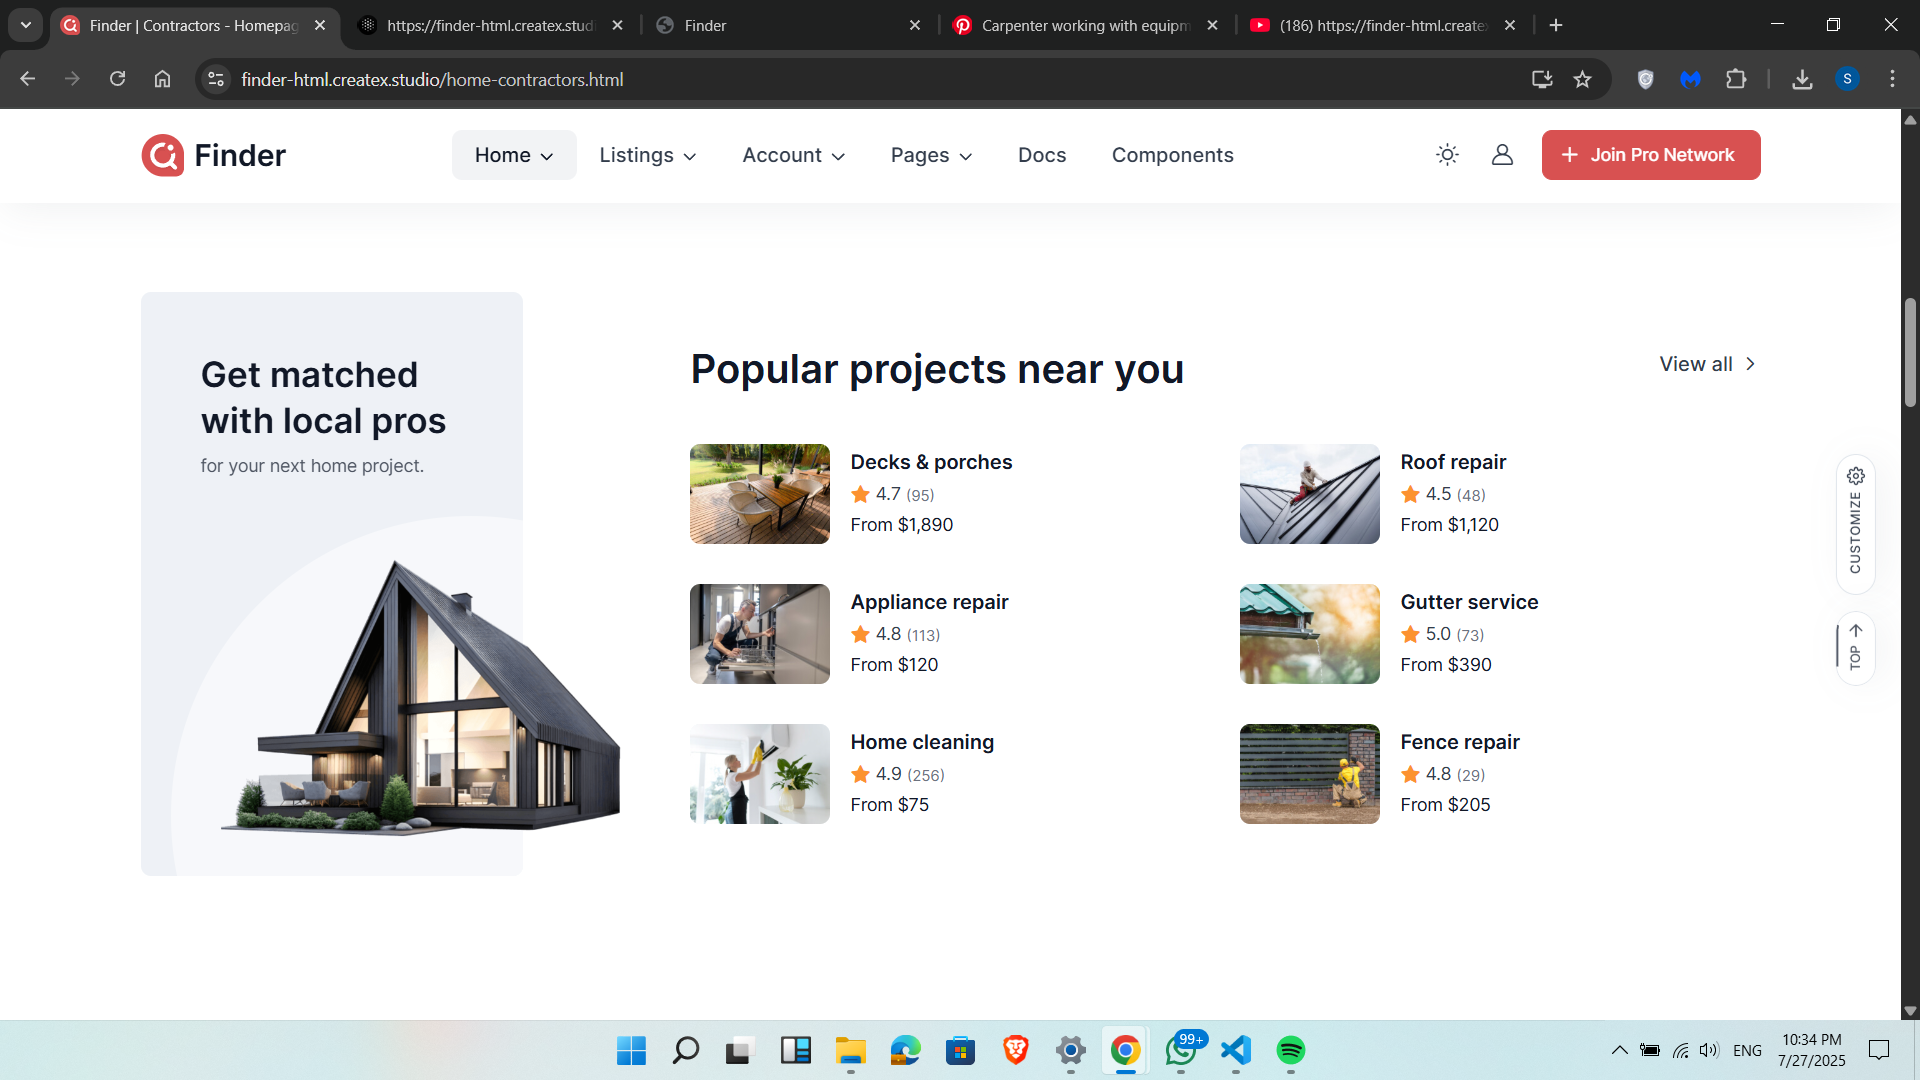 Finder | Contractors - Homepag
https://finder-html.createx.studi
Finder
Carpenter working with equipm
(186) https://finder-html.createx
finder-html.createx.studio/home-contractors.html
S
Finder
Home
Listings
Account
Pages
Docs
Components
Join Pro Network
Get matched
with local pros
for your next home project.
Popular projects near you
View all
Decks & porches
4.7 (95)
From $1,890
Roof repair
4.5 (48)
From $1,120
Appliance repair
4.8 (113)
From $120
Gutter service
5.0 (73)
From $390
Home cleaning
4.9 (256)
From $75
Fence repair
4.8 (29)
From $205
CUSTOMIZE
TOP
99+
ENG
10:34 PM
7/27/2025